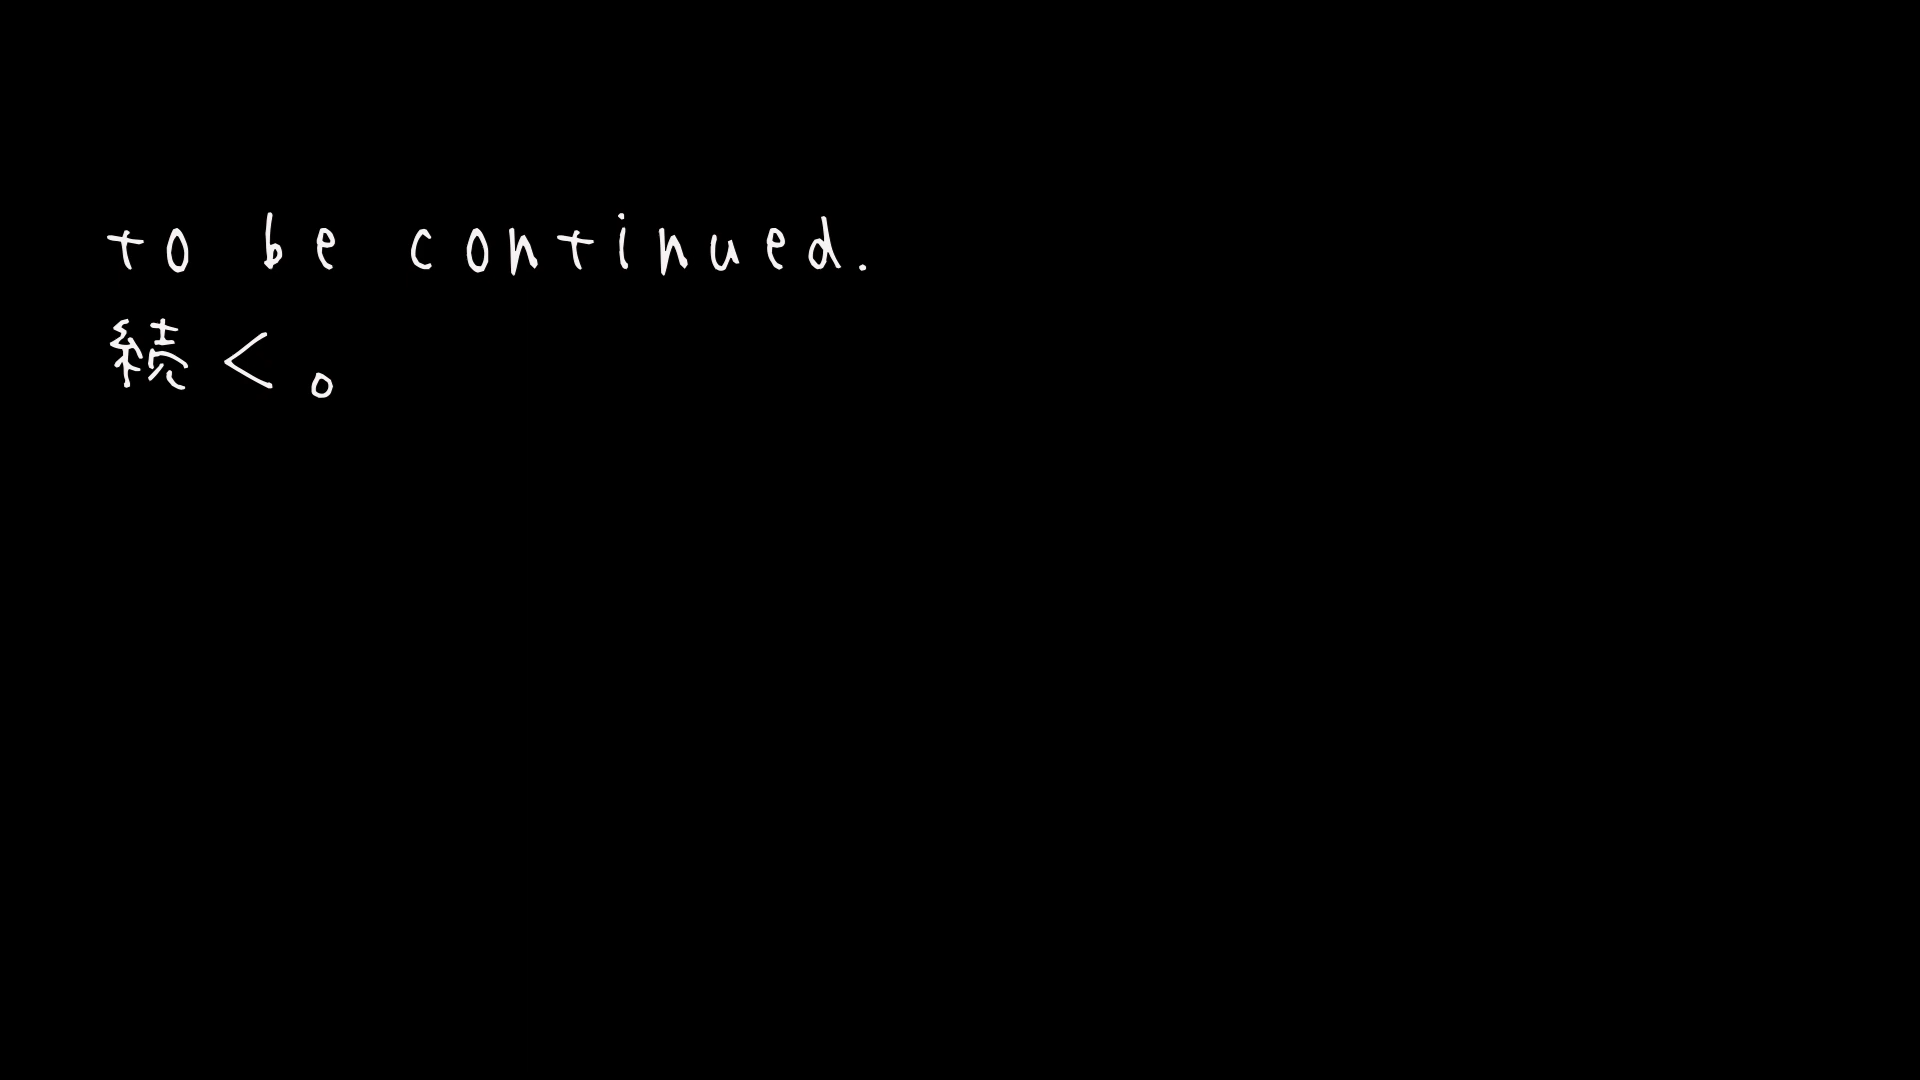 to be continued.
続く。